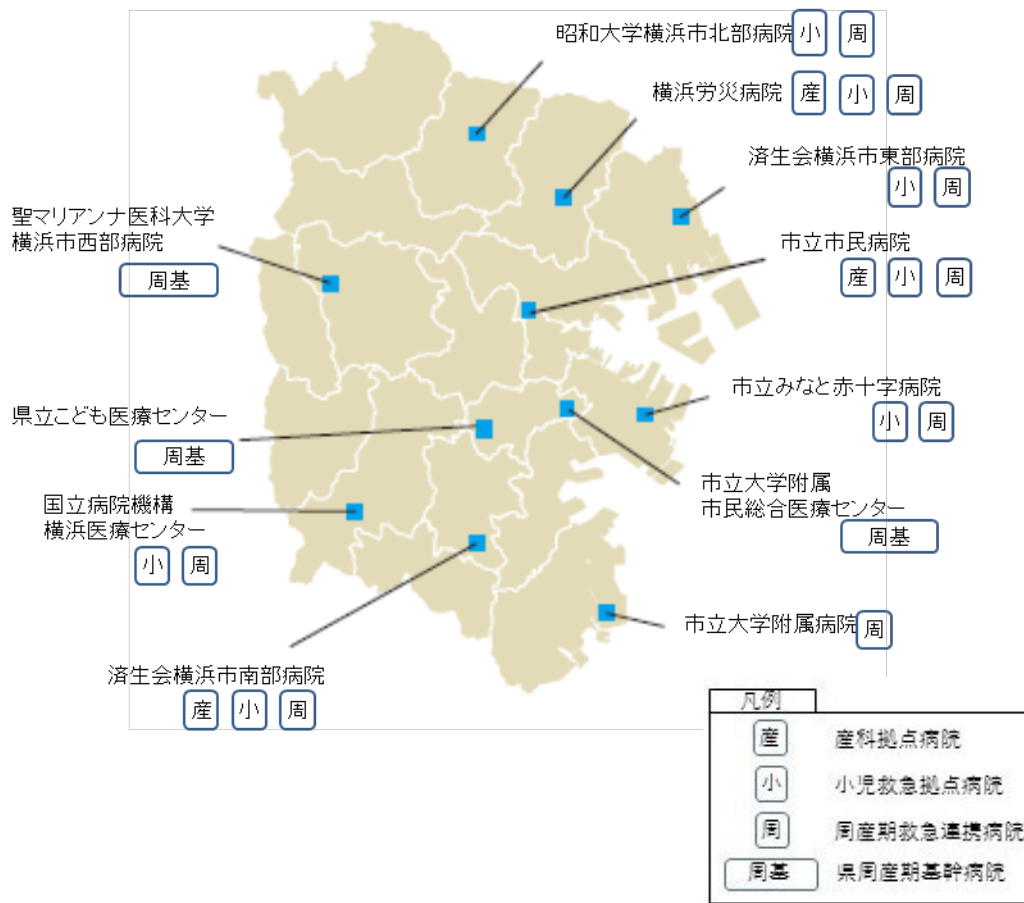 昭和大学横浜市北部病院 小 周
横浜労災病院 産 小 周
済生会横浜市東部病院
小 周
聖マリアンナ医科大学
横浜市西部病院
周基
市立市民病院
産 小 周
市立みなと赤十字病院
小 周
県立こども医療センター
周基
市立大学附属
市民総合医療センター
周基
国立病院機構
横浜医療センター
小 周
市立大学附属病院 周
済生会横浜市南部病院
産 小 周
凡例
産 産科拠点病院
小 小児救急拠点病院
周 周産期救急連携病院
周基 県周産期基幹病院